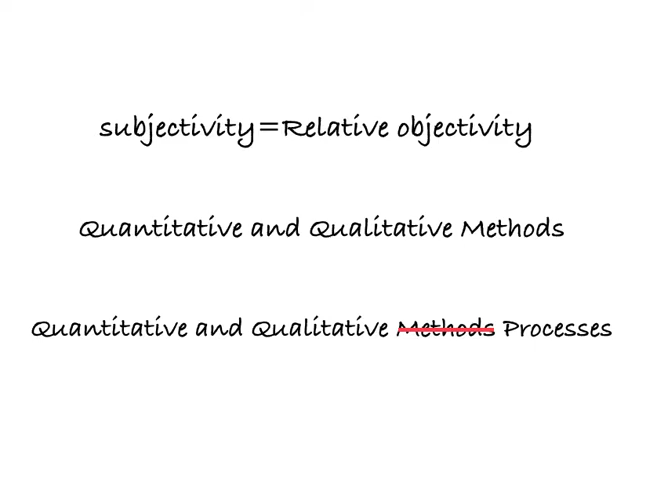 subjectivity=Relative objectivity
Quantitative and Qualitative Methods
Quantitative and Qualitative Methods Processes